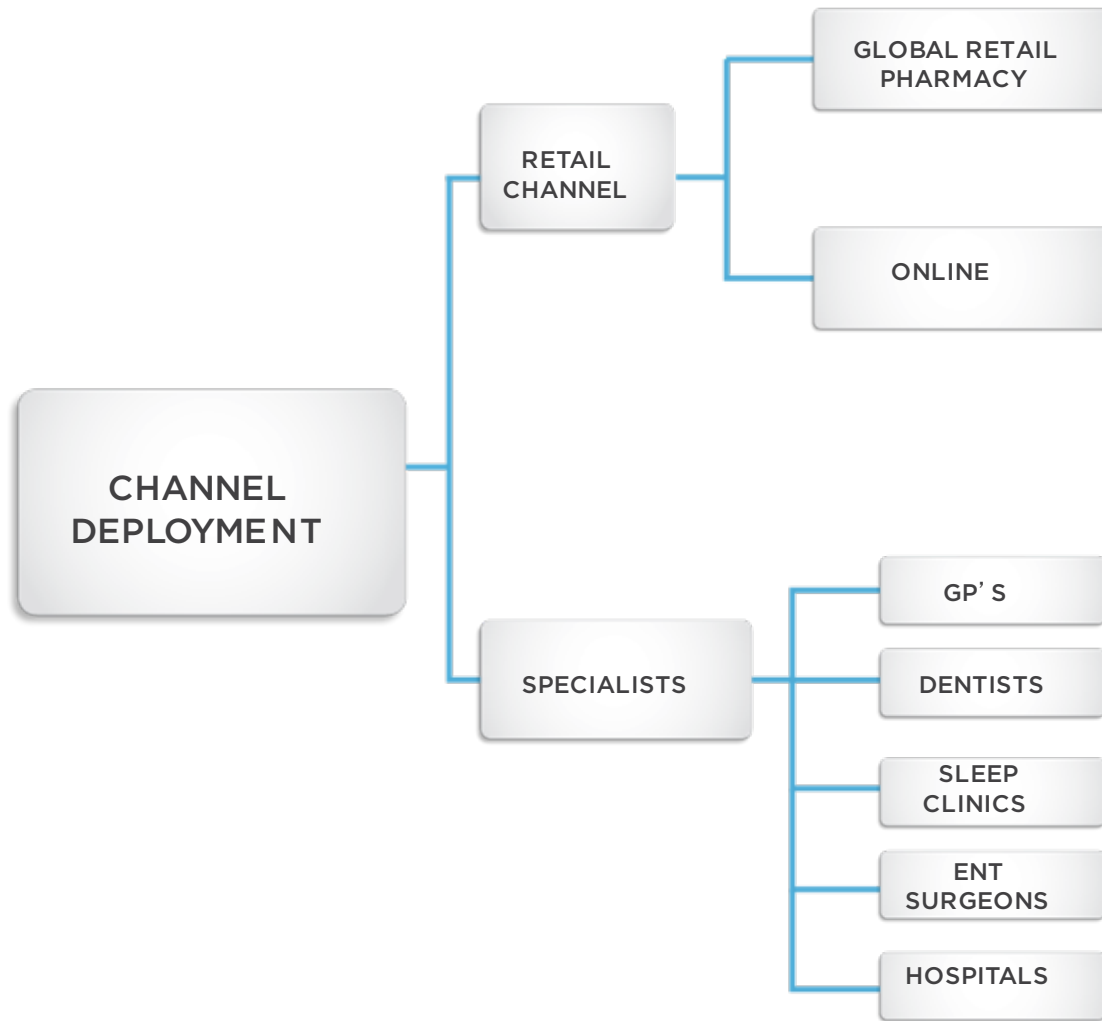 GLOBAL RETAIL
PHARMACY
RETAIL
CHANNEL
ONLINE
CHANNEL
DEPLOYMENT
GP’ S
SPECIALISTS
DENTISTS
SLEEP
CLINICS
ENT
SURGEONS
HOSPITALS